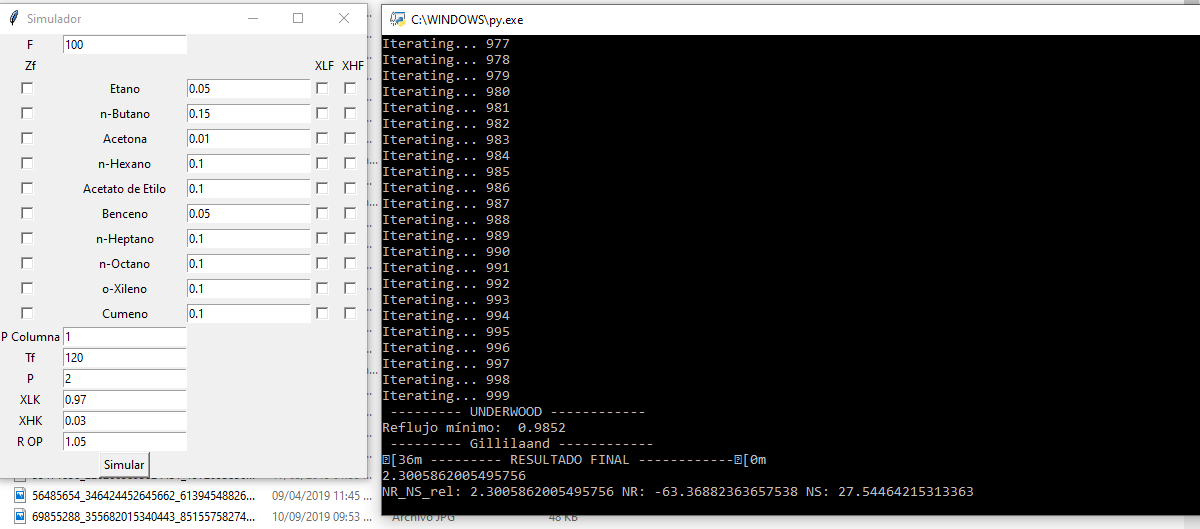 Simulador
F 100
Zf XLF XHF
Etano 0.05
n-Butano 0.15
Acetona 0.01
n-Hexano 0.1
Acetato de Etilo 0.1
Benceno 0.05
n-Heptano 0.1
n-Octano 0.1
o-Xileno 0.1
Cumeno 0.1
P Columna 1
Tf 120
P 2
XLK 0.97
XHK 0.03
R OP 1.05
Simular
56485654_346424452645662_61394548826... 09/04/2019 11:45 ...
69855288_355682015340443_85155758274... 10/09/2019 09:53 ... Archivo JPG 48 KB
C:\WINDOWS\py.exe
Iterating... 977
Iterating... 978
Iterating... 979
Iterating... 980
Iterating... 981
Iterating... 982
Iterating... 983
Iterating... 984
Iterating... 985
Iterating... 986
Iterating... 987
Iterating... 988
Iterating... 989
Iterating... 990
Iterating... 991
Iterating... 992
Iterating... 993
Iterating... 994
Iterating... 995
Iterating... 996
Iterating... 997
Iterating... 998
Iterating... 999
--------- UNDERWOOD ------------
Reflujo mínimo:  0.9852
--------- Gillilaand ------------
[36m --------- RESULTADO FINAL ------------[0m
2.3005862005495756
NR_NS_rel: 2.3005862005495756 NR: -63.36882363657538 NS: 27.54464215313363